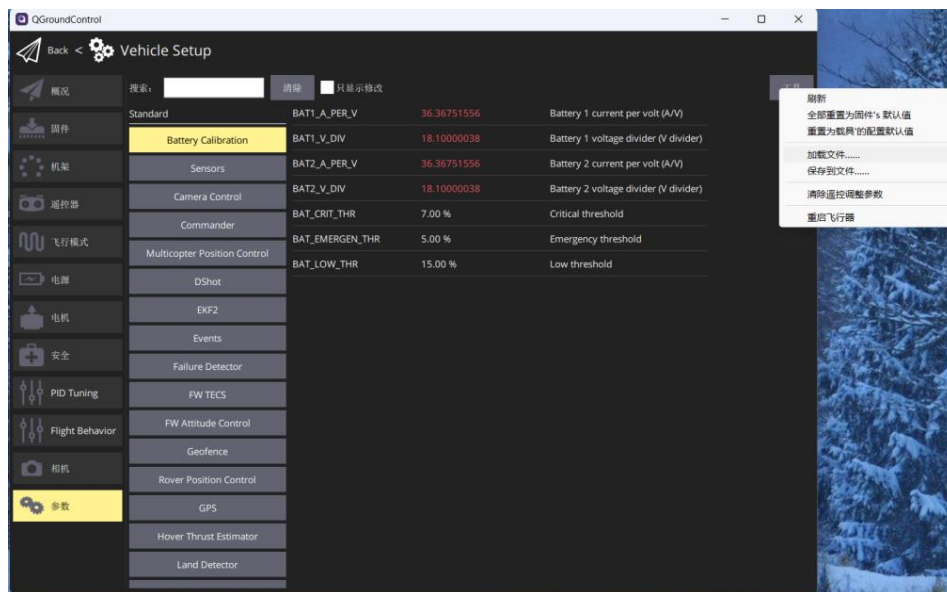 QGroundControl
Back < Vehicle Setup
概况
固件
机架
遥控器
飞行模式
电源
电机
安全
PID Tuning
Flight Behavior
相机
参数
搜索:
清除
只显示修改
Standard
Battery Calibration
Sensors
Camera Control
Commander
Multicopter Position Control
DShot
EKF2
Events
Failure Detector
FW TECS
FW Attitude Control
Geofence
Rover Position Control
GPS
Hover Thrust Estimator
Land Detector
BAT1_A_PER_V 36.36751556 Battery 1 current per volt (A/V)
BAT1_V_DIV 18.10000038 Battery 1 voltage divider (V divider)
BAT2_A_PER_V 36.36751556 Battery 2 current per volt (A/V)
BAT2_V_DIV 18.10000038 Battery 2 voltage divider (V divider)
BAT_CRIT_THR 7.00 % Critical threshold
BAT_EMERGEN_THR 5.00 % Emergency threshold
BAT_LOW_THR 15.00 % Low threshold
刷新
全部重置为固件's 默认值
重置为载具'的配置默认值
加载文件......
保存到文件......
清除遥控调整参数
重启飞行器